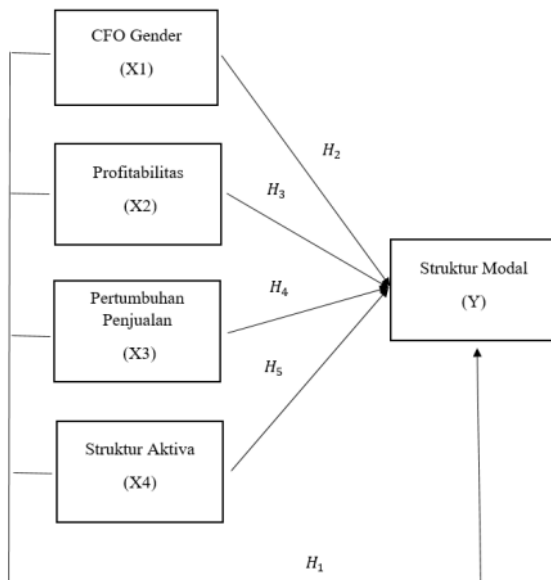 CFO Gender
(X1)
H₂
Profitabilitas
(X2)
H₃
Struktur Modal
(Y)
Pertumbuhan
Penjualan
(X3)
H₄
H₅
Struktur Aktiva
(X4)
H₁